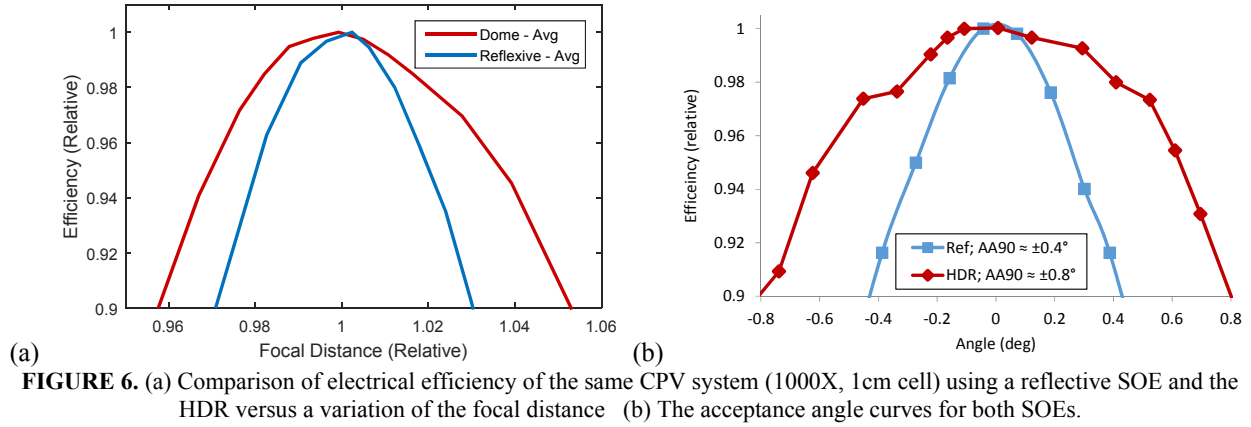 1
0.98
0.96
0.94
0.92
0.9
Efficiency (Relative)
Dome - Avg
Reflexive - Avg
0.96
0.98
1
1.02
1.04
1.06
Focal Distance (Relative)
(a)
1
0.98
0.96
0.94
0.92
0.9
Efficeincy (relative)
Ref; AA90 ≈ ±0.4°
HDR; AA90 ≈ ±0.8°
-0.8
-0.6
-0.4
-0.2
0
0.2
0.4
0.6
0.8
Angle (deg)
(b)
FIGURE 6. (a) Comparison of electrical efficiency of the same CPV system (1000X, 1cm cell) using a reflective SOE and the
HDR versus a variation of the focal distance (b) The acceptance angle curves for both SOEs.